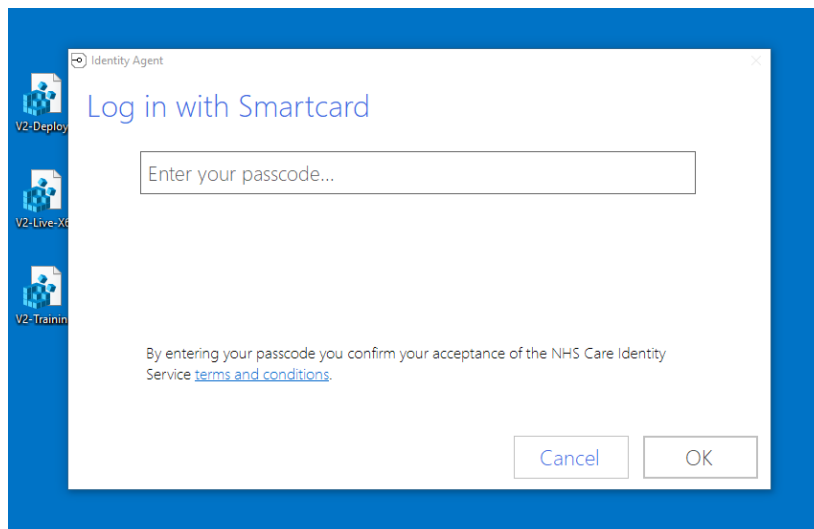 Identity Agent
Log in with Smartcard
V2-Deploy
Enter your passcode...
V2-Live-X6
V2-Trainin
By entering your passcode you confirm your acceptance of the NHS Care Identity
Service terms and conditions.
Cancel
OK